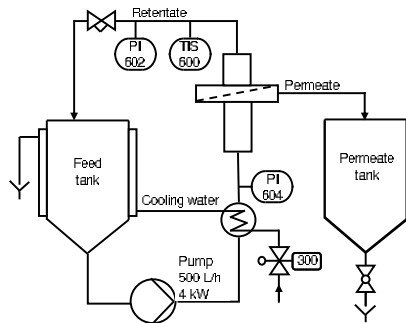 Retentate
PI
602
TIS
600
Permeate
Feed
tank
Permeate
tank
PI
604
Cooling water
Pump
500 L/h
4 kW
300